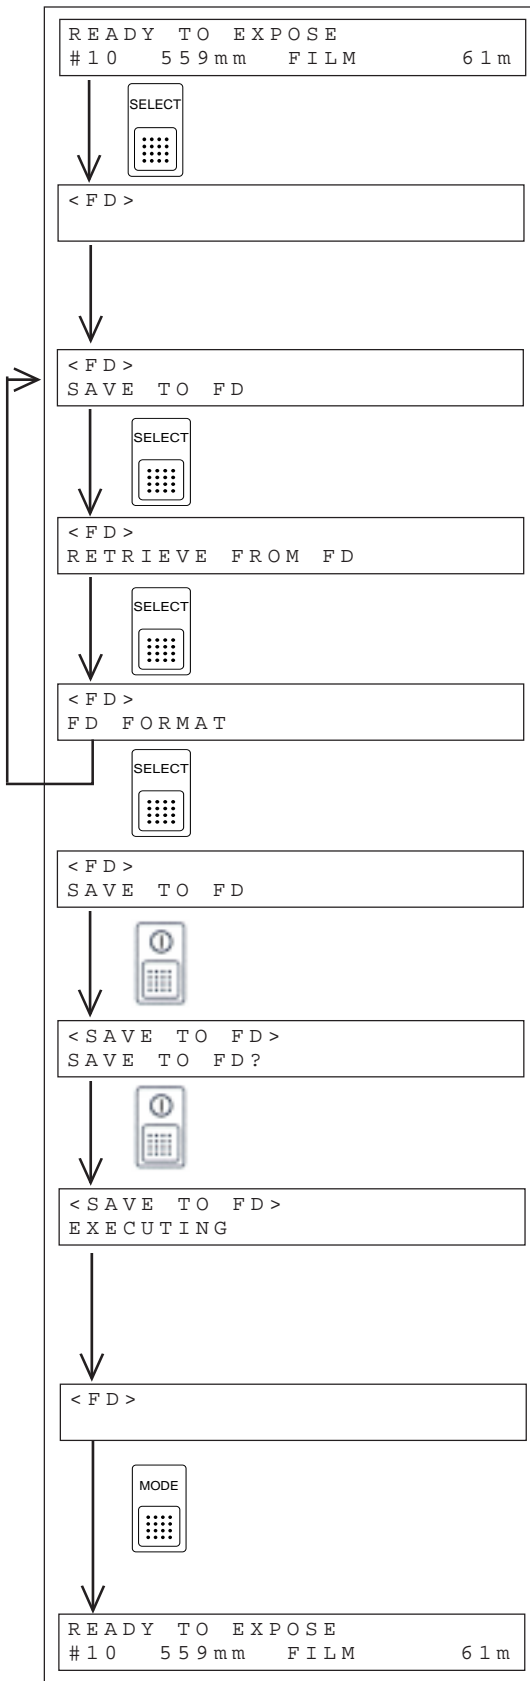 READY TO EXPOSE
#10 559mm FILM 61m
SELECT
<FD>
<FD>
SAVE TO FD
SELECT
<FD>
RETRIEVE FROM FD
SELECT
<FD>
FD FORMAT
SELECT
<FD>
SAVE TO FD
<SAVE TO FD>
SAVE TO FD?
<SAVE TO FD>
EXECUTING
<FD>
MODE
READY TO EXPOSE
#10 559mm FILM 61m